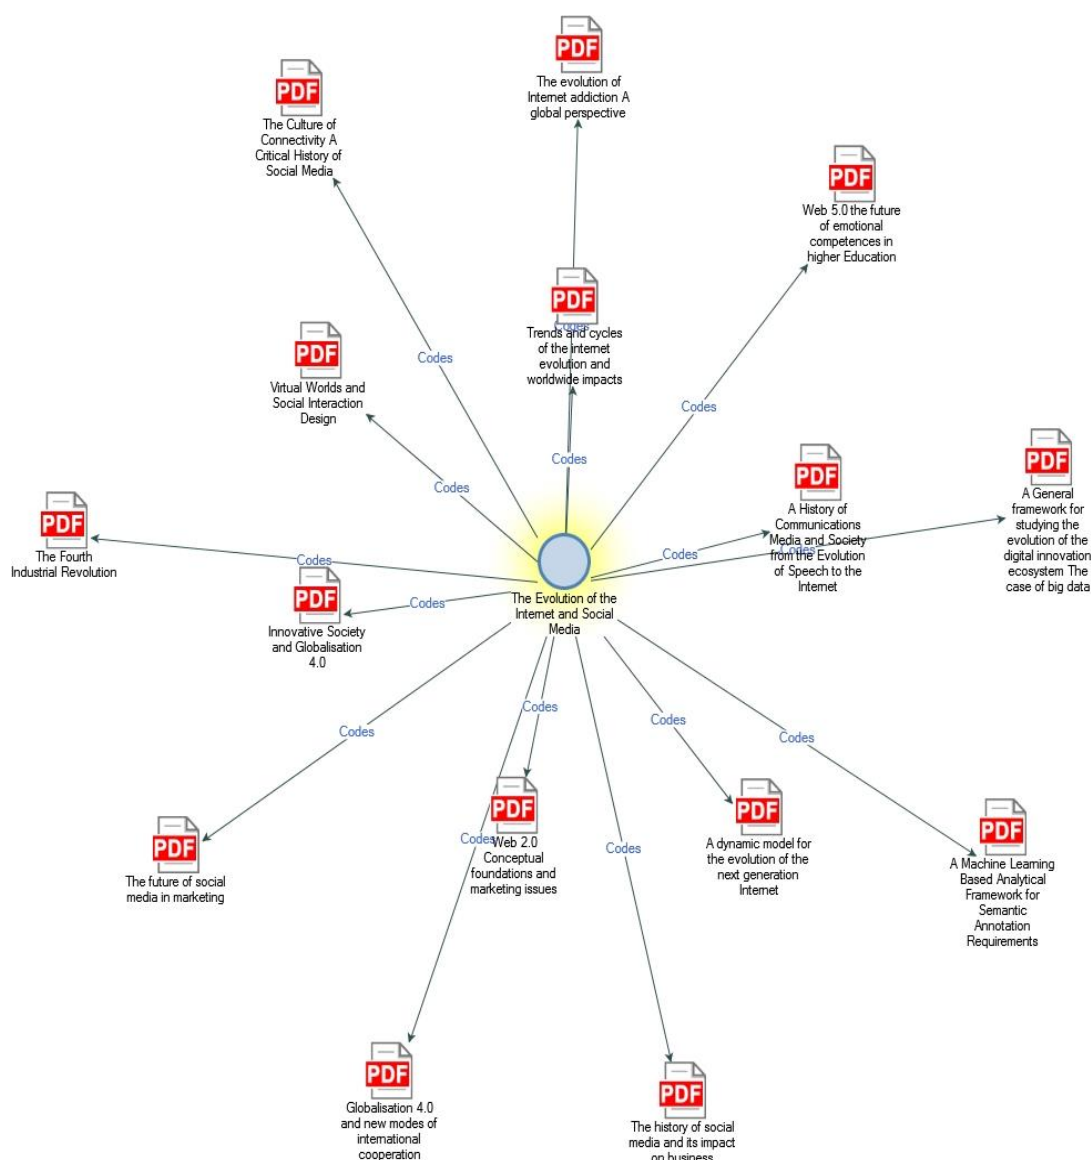 PDF
The evolution of
Internet addiction A
global perspective
PDF
The Culture of
Connectivity A
Critical History of
Social Media
PDF
Web 5.0 the future
of emotional
competences in
higher Education
PDF
Codes
Trends and cycles
of the internet
evolution and
worldwide impacts
PDF
Virtual Worlds and
Social Interaction
Design
Codes
Codes
Codes
Codes
PDF
A General
framework for
studying the
evolution of the
digital innovation
ecosystem The
case of big data
PDF
A History of
Communications
Media and Society
from the Evolution
of Speech to the
Internet
Codes
Codes
PDF
The Fourth
Industrial Revolution
Codes
PDF
Innovative Society
and Globalisation
4.0
Codes
The Evolution of the
Internet and Social
Media
Codes
Codes
Codes
Codes
PDF
The future of social
media in marketing
PDF
Web 2.0
Conceptual
foundations and
marketing issues
Codes
Codes
PDF
A dynamic model for
the evolution of the
next generation
Internet
PDF
A Machine Learning
Based Analytical
Framework for
Semantic
Annotation
Requirements
PDF
Globalisation 4.0
and new modes of
international
cooperation
PDF
The history of social
media and its impact
on business